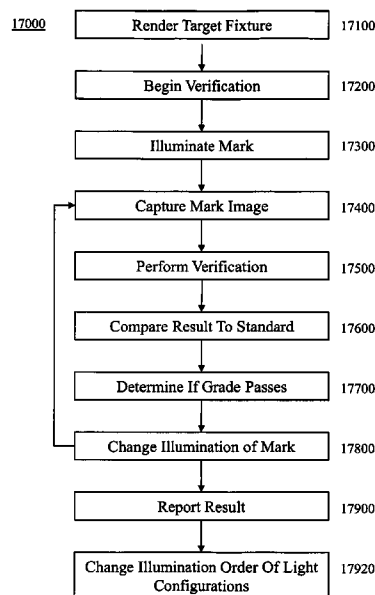 17000
Render Target Fixture 17100
Begin Verification 17200
Illuminate Mark 17300
Capture Mark Image 17400
Perform Verification 17500
Compare Result To Standard 17600
Determine If Grade Passes 17700
Change Illumination of Mark 17800
Report Result 17900
Change Illumination Order Of Light
Configurations 17920